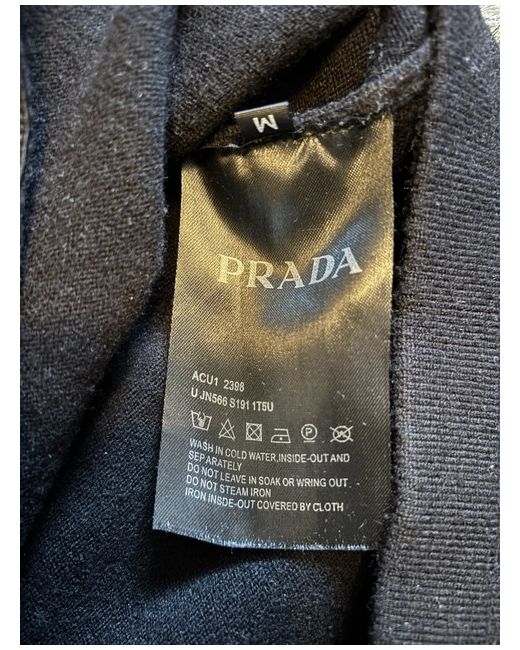 M
PRADA
ACU1 2398
UJN566 S191 1T5U
P
WASH IN COLD WATER,INSIDE-OUT AND
SEPARATELY
DO NOT LEAVE IN SOAK OR WRING OUT
DO NOT STEAM IRON
IRON INSIDE-OUT COVERED BY CLOTH